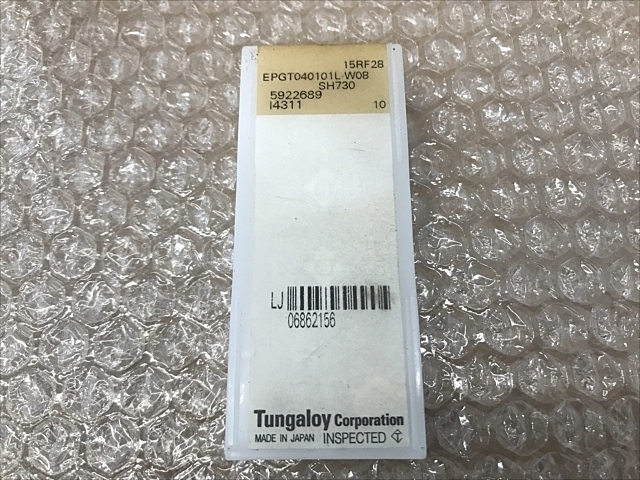 15RF28
EPGT040101L-W08
SH730
5922689
I4311 10
LJ
06862156
Tungaloy Corporation
MADE IN JAPAN INSPECTED